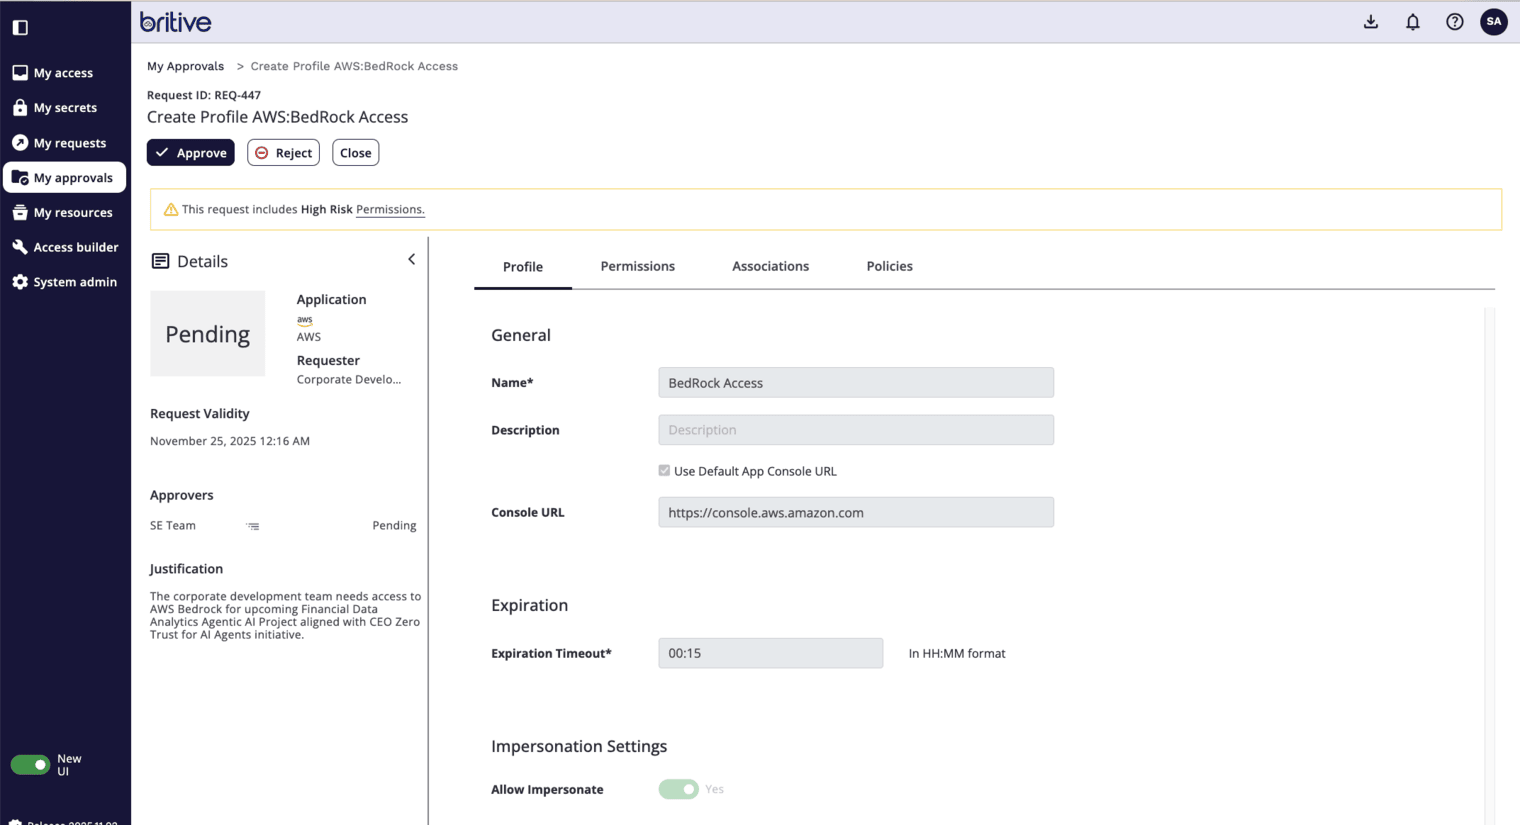 britive
SA
My access
My secrets
My requests
My approvals
My resources
Access builder
System admin
New
UI
My Approvals > Create Profile AWS:BedRock Access
Request ID: REQ-447
Create Profile AWS:BedRock Access
Approve
Reject
Close
This request includes High Risk Permissions.
Details
Pending
Application
aws
AWS
Requester
Corporate Develo...
Request Validity
November 25, 2025 12:16 AM
Approvers
SE Team Pending
Justification
The corporate development team needs access to
AWS Bedrock for upcoming Financial Data
Analytics Agentic AI Project aligned with CEO Zero
Trust for AI Agents initiative.
Profile Permissions Associations Policies
General
Name* BedRock Access
Description Description
Use Default App Console URL
Console URL https://console.aws.amazon.com
Expiration
Expiration Timeout* 00:15 In HH:MM format
Impersonation Settings
Allow Impersonate Yes